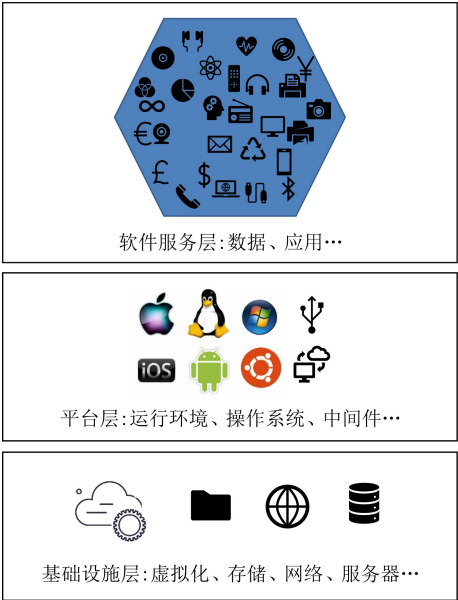 软件服务层:数据、应用…
iOS
平台层:运行环境、操作系统、中间件…
基础设施层:虚拟化、存储、网络、服务器…